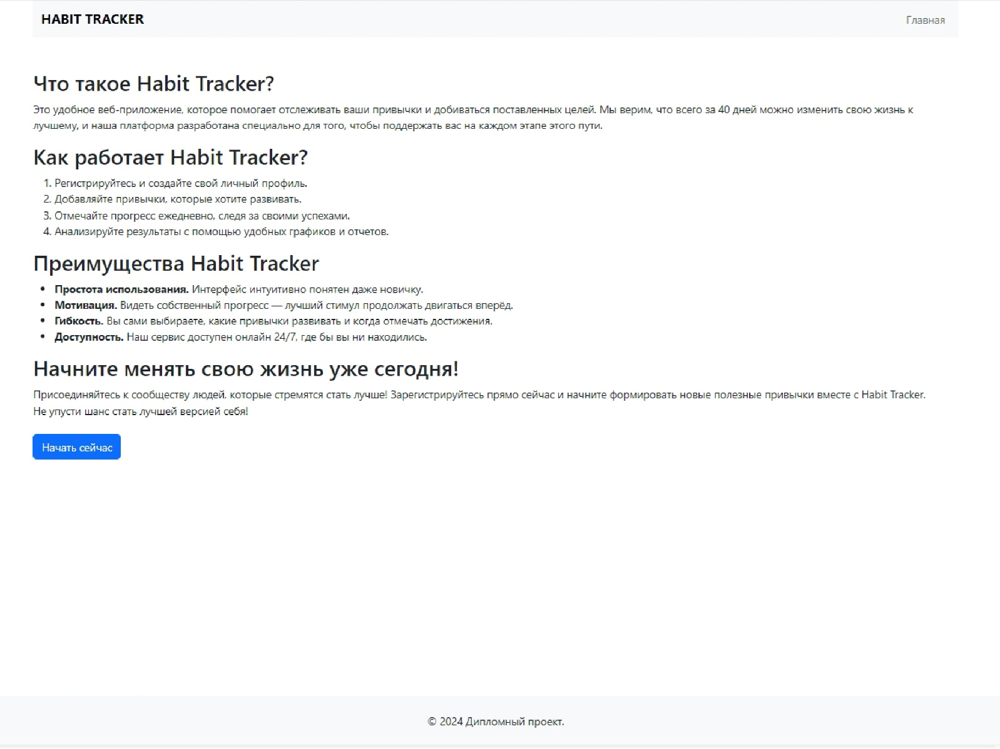 HABIT TRACKER
Главная
Что такое Habit Tracker?
Это удобное веб-приложение, которое помогает отслеживать ваши привычки и добиваться поставленных целей. Мы верим, что всего за 40 дней можно изменить свою жизнь к
лучшему, и наша платформа разработана специально для того, чтобы поддержать вас на каждом этапе этого пути.
Как работает Habit Tracker?
1. Регистрируйтесь и создайте свой личный профиль.
2. Добавляйте привычки, которые хотите развивать.
3. Отмечайте прогресс ежедневно, следя за своими успехами.
4. Анализируйте результаты с помощью удобных графиков и отчетов.
Преимущества Habit Tracker
• Простота использования. Интерфейс интуитивно понятен даже новичку.
• Мотивация. Видеть собственный прогресс — лучший стимул продолжать двигаться вперёд.
• Гибкость. Вы сами выбираете, какие привычки развивать и когда отмечать достижения.
• Доступность. Наш сервис доступен онлайн 24/7, где бы вы ни находились.
Начните менять свою жизнь уже сегодня!
Присоединяйтесь к сообществу людей, которые стремятся стать лучше! Зарегистрируйтесь прямо сейчас и начните формировать новые полезные привычки вместе с Habit Tracker.
Не упусти шанс стать лучшей версией себя!
Начать сейчас
© 2024 Дипломный проект.